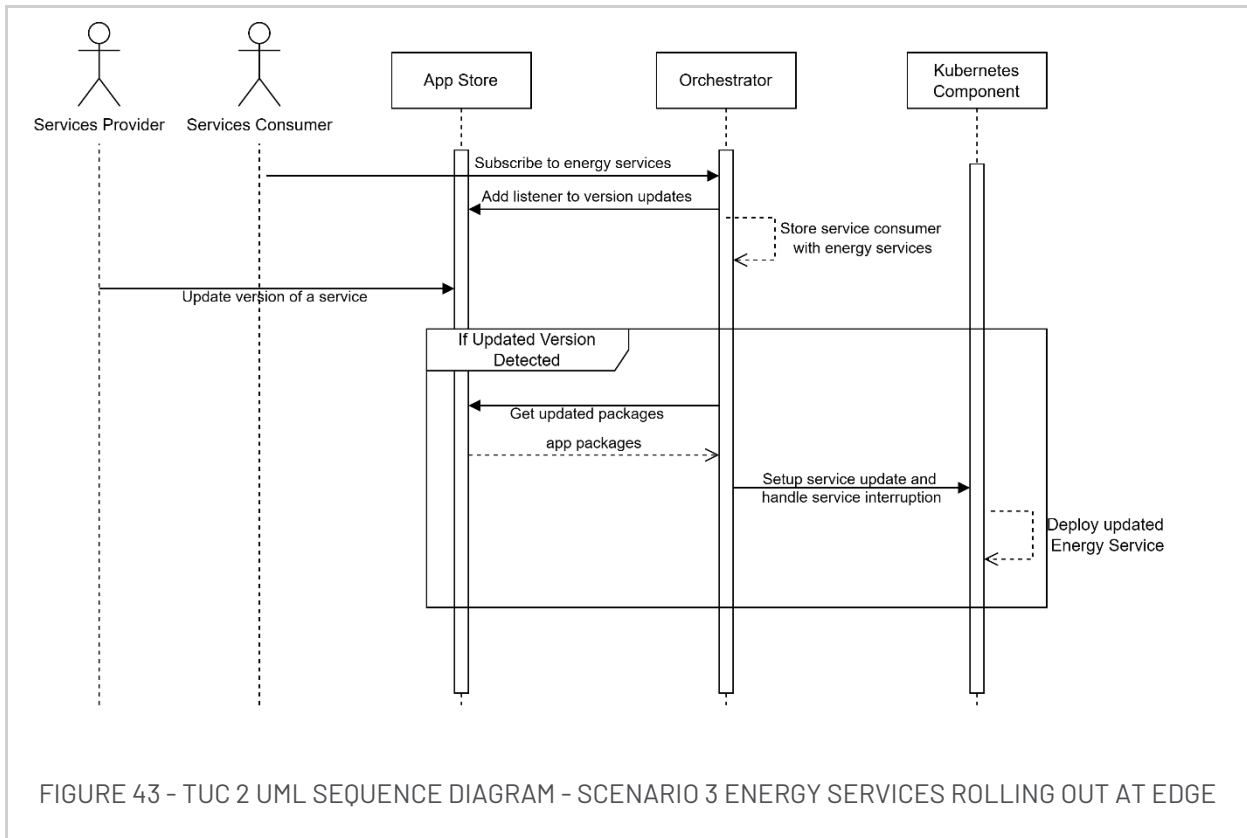 Services Provider
Services Consumer
App Store
Orchestrator
Kubernetes
Component
Subscribe to energy services
Add listener to version updates
Store service consumer
with energy services
Update version of a service
If Updated Version
Detected
Get updated packages
app packages
Setup service update and
handle service interruption
Deploy updated
Energy Service
FIGURE 43 - TUC 2 UML SEQUENCE DIAGRAM - SCENARIO 3 ENERGY SERVICES ROLLING OUT AT EDGE